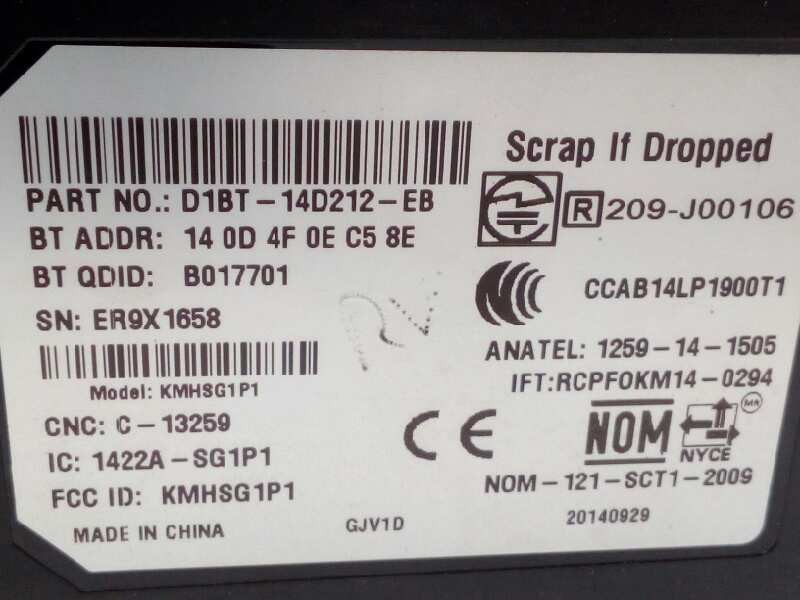 Scrap If Dropped
PART NO.: D1BT-14D212-EB
R 209-J00106
BT ADDR: 14 0D 4F 0E C5 8E
BT QDID: B017701
CCAB14LP1900T1
SN: ER9X1658
RV
ANATEL: 1259-14-1505
Model: KMHSG1P1
IFT:RCPFOKM14-0294
CNC: C-13259
CE
NOM
NYCE
IC: 1422A-SG1P1
NOM-121-SCT1-2009
FCC ID: KMHSG1P1
MADE IN CHINA
GJV1D
20140929